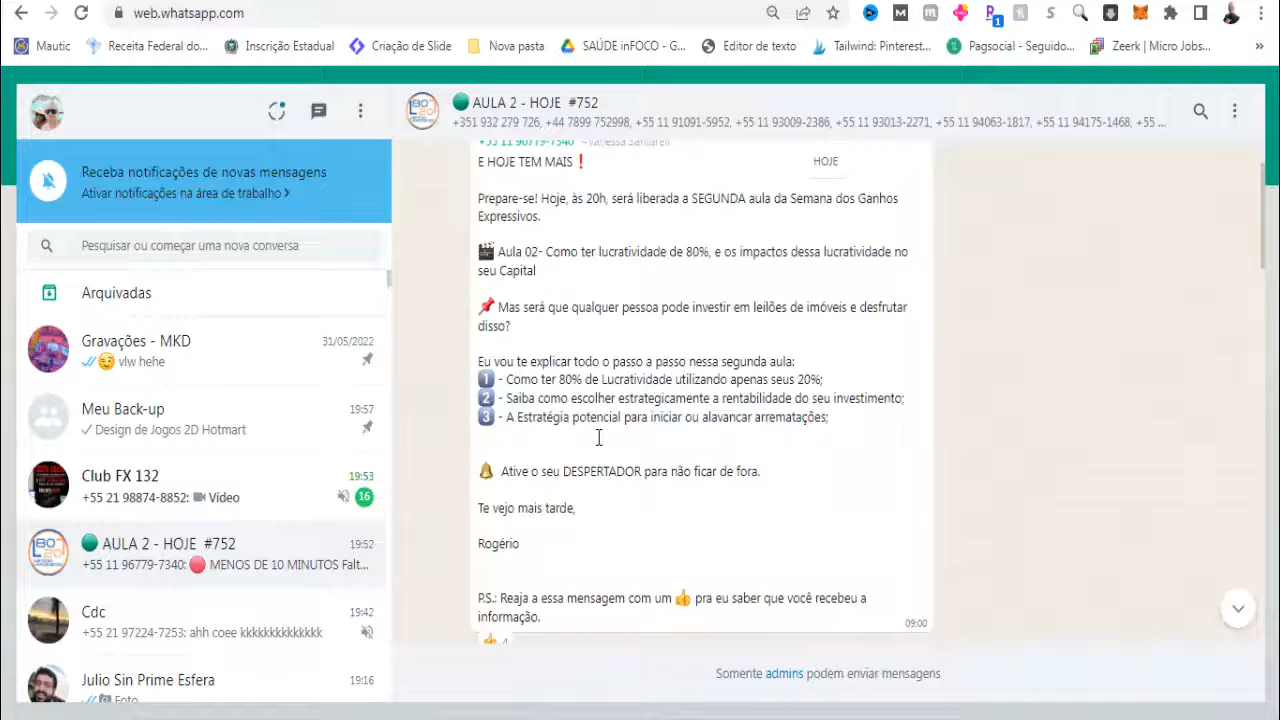 web.whatsapp.com
1
Mautic
Receita Federal do...
Inscrição Estadual
Criação de Slide
Nova pasta
SAÚDE inFOCO - G...
Editor de texto
Tailwind: Pinterest...
Pagsocial - Seguido...
Zeerk | Micro Jobs...
»
AULA 2 - HOJE #752
+351 932 279 726, +44 7899 752998, +55 11 91091-5952, +55 11 93009-2386, +55 11 93013-2271, +55 11 94063-1817, +55 11 94175-1468, +55 ...
Receba notificações de novas mensagens
Ativar notificações na área de trabalho
Pesquisar ou começar uma nova conversa
Arquivadas
Gravações - MKD
31/05/2022
vlw hehe
Meu Back-up
19:57
Design de Jogos 2D Hotmart
Club FX 132
19:53
+55 21 98874-8852: Vídeo
16
AULA 2 - HOJE #752
19:52
+55 11 96779-7340: 🔴 MENOS DE 10 MINUTOS Falt...
Cdc
19:42
+55 21 97224-7253: ahh coee kkkkkkkkkkkkkk
Julio Sin Prime Esfera
19:16
Foto
+55 11 96779-7340 ~Vanessa Santarell
HOJE
E HOJE TEM MAIS❗
Prepare-se! Hoje, às 20h, será liberada a SEGUNDA aula da Semana dos Ganhos
Expressivos.
🎬 Aula 02- Como ter lucratividade de 80%, e os impactos dessa lucratividade no
seu Capital
📌 Mas será que qualquer pessoa pode investir em leilões de imóveis e desfrutar
disso?
Eu vou te explicar todo o passo a passo nessa segunda aula:
1️⃣ - Como ter 80% de Lucratividade utilizando apenas seus 20%;
2️⃣ - Saiba como escolher estrategicamente a rentabilidade do seu investimento;
3️⃣ - A Estratégia potencial para iniciar ou alavancar arrematações;
🔔 Ative o seu DESPERTADOR para não ficar de fora.
Te vejo mais tarde,
Rogério
P.S.: Reaja a essa mensagem com um 👍 pra eu saber que você recebeu a
informação.
09:00
👍 4
Somente admins podem enviar mensagens